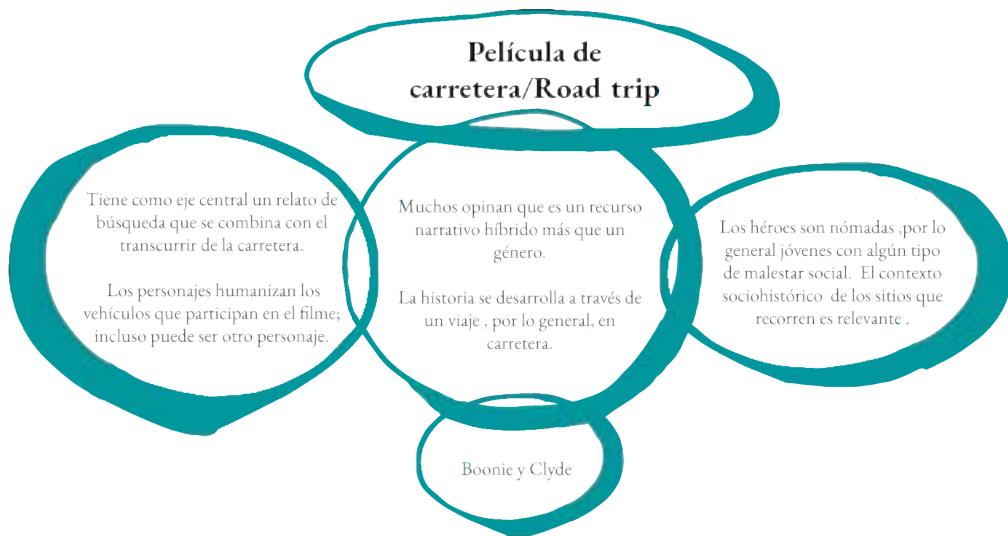 Película de
carretera/Road trip
Tiene como eje central un relato de
búsqueda que se combina con el
transcurrir de la carretera.
Los personajes humanizan los
vehículos que participan en el filme;
incluso puede ser otro personaje.
Muchos opinan que es un recurso
narrativo híbrido más que un
género.
La historia se desarrolla a través de
un viaje , por lo general, en
carretera.
Los héroes son nómadas ,por lo
general jóvenes con algún tipo
de malestar social. El contexto
sociohistórico de los sitios que
recorren es relevante .
Boonie y Clyde